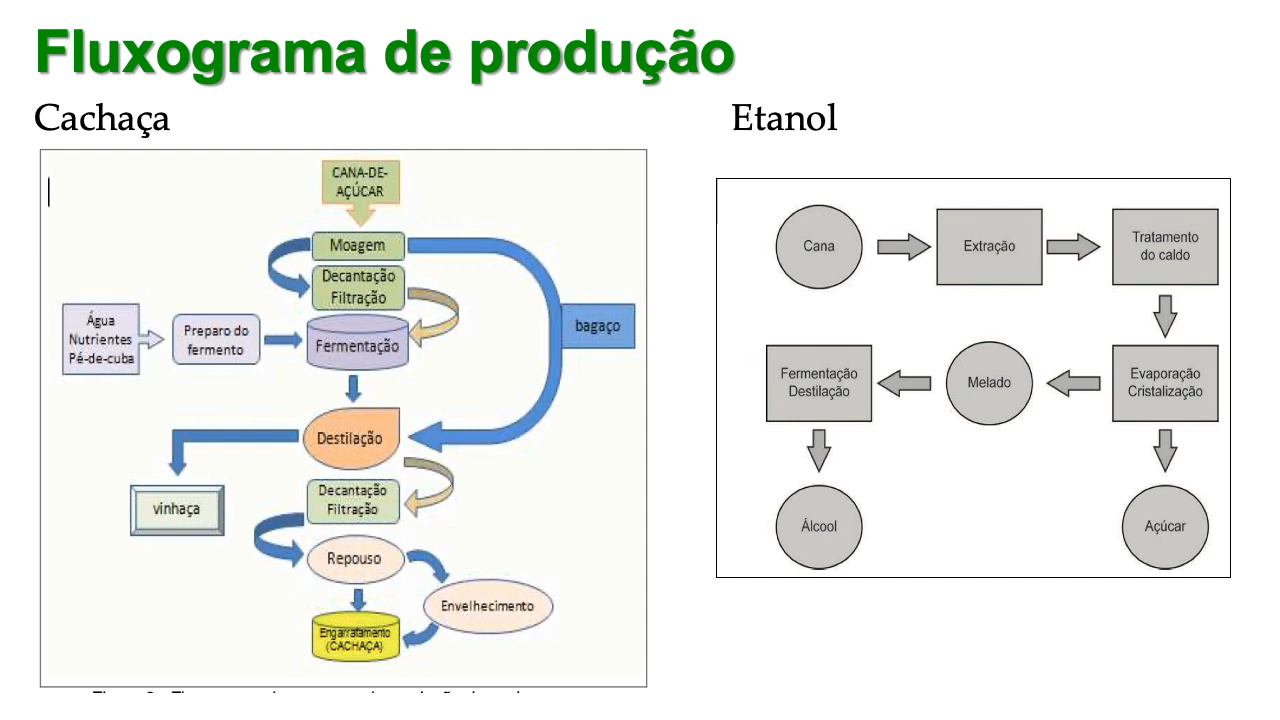 Fluxograma de produção
Cachaça
CANA-DE-
AÇÚCAR
Moagem
Decantação
Filtração
Água
Nutrientes
Pé-de-cuba
Preparo do
fermento
Fermentação
bagaço
Destilação
vinhaça
Decantação
Filtração
Repouso
Envelhecimento
Engarrafamento
(CACHAÇA)
Etanol
Cana
Extração
Tratamento
do caldo
Fermentação
Destilação
Melado
Evaporação
Cristalização
Álcool
Açúcar